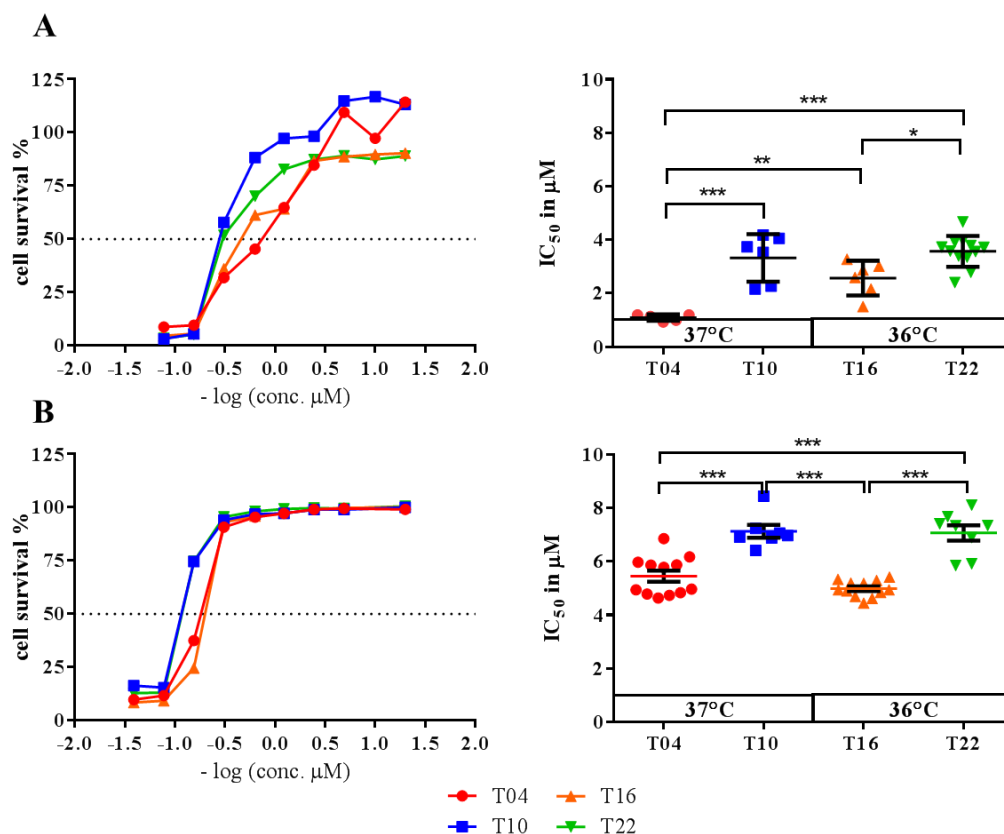 A
cell survival %
125
100
75
50
25
0
-2.0 -1.5 -1.0 -0.5 0.0 0.5 1.0 1.5 2.0
- log (conc. μM)
IC50 in μM
10
8
6
4
2
0
***
*
**
***
37°C 36°C
T04 T10 T16 T22
B
cell survival %
125
100
75
50
25
0
-2.0 -1.5 -1.0 -0.5 0.0 0.5 1.0 1.5 2.0
- log (conc. μM)
IC50 in μM
10
8
6
4
2
0
***
*** *** ***
37°C 36°C
T04 T10 T16 T22
T04 T16
T10 T22